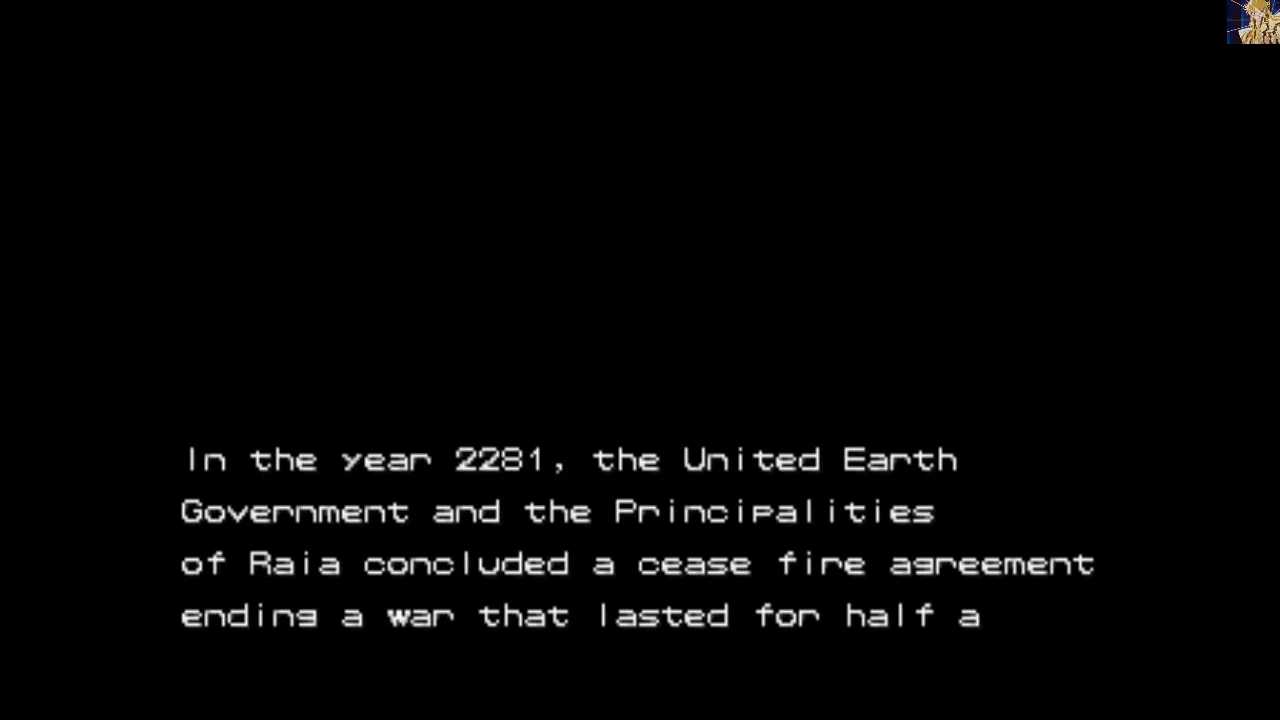 In the year 2281, the United Earth
Government and the Principalities
of Raia concluded a cease fire agreement
ending a war that lasted for half a